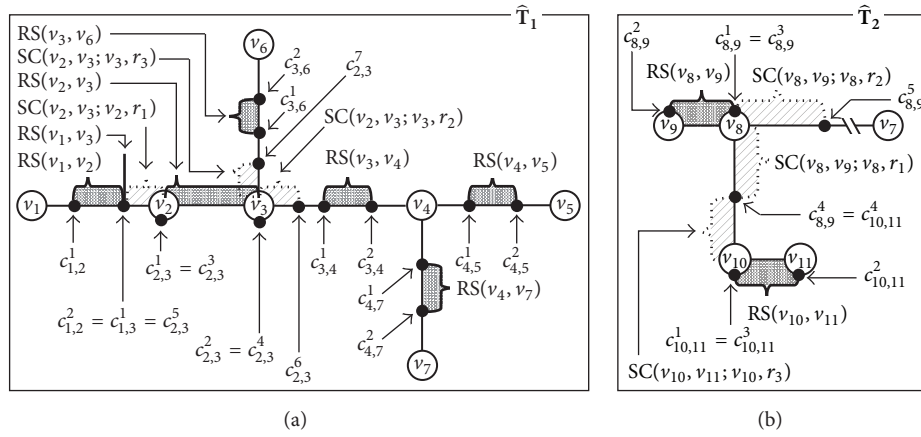 T̂₁
RS(v₃, v₆)
SC(v₂, v₃; v₃, r₃)
RS(v₂, v₃)
SC(v₂, v₃; v₂, r₁)
RS(v₁, v₃)
RS(v₁, v₂)
v₆
c²₃,₆
c¹₃,₆
c⁷₂,₃
SC(v₂, v₃; v₃, r₂)
RS(v₃, v₄)
RS(v₄, v₅)
v₁
v₂
v₃
v₄
v₅
c¹₁,₂
c¹₂,₃ = c³₂,₃
c²₁,₂ = c¹₁,₃ = c⁵₂,₃
c²₂,₃ = c⁴₂,₃
c⁶₂,₃
c¹₃,₄
c²₃,₄
c¹₄,₅
c²₄,₅
c¹₄,₇
RS(v₄, v₇)
c²₄,₇
v₇
(a)
T̂₂
c²₈,₉
c¹₈,₉ = c³₈,₉
RS(v₈, v₉)
SC(v₈, v₉; v₈, r₂)
c⁵₈,₉
v₉
v₈
v₇
SC(v₈, v₉; v₈, r₁)
c⁴₈,₉ = c⁴₁₀,₁₁
v₁₀
v₁₁
c²₁₀,₁₁
RS(v₁₀, v₁₁)
c¹₁₀,₁₁ = c³₁₀,₁₁
SC(v₁₀, v₁₁; v₁₀, r₃)
(b)